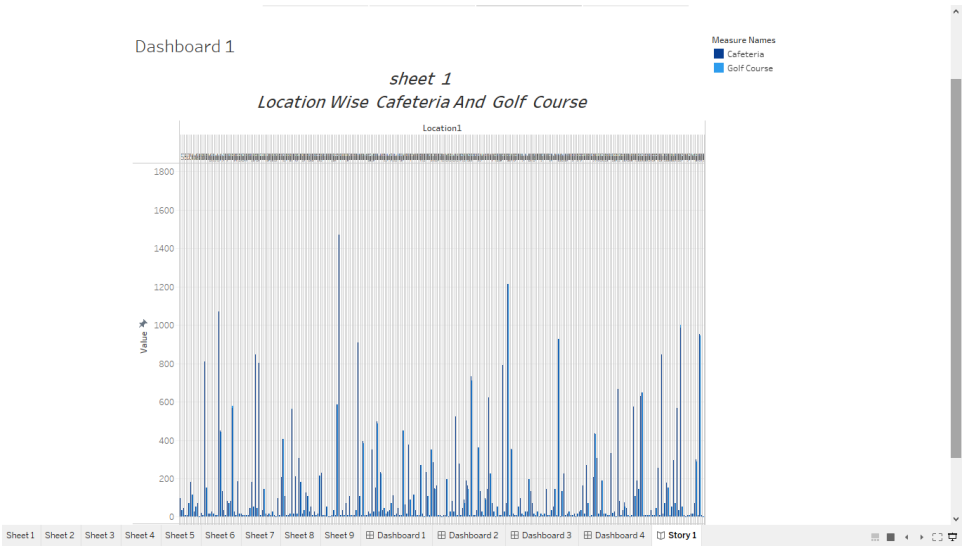 Dashboard 1
Measure Names
Cafeteria
Golf Course
sheet 1
Location Wise Cafeteria And Golf Course
Location1
1800
1600
1400
1200
1000
800
600
400
200
0
Value
Sheet 1 Sheet 2 Sheet 3 Sheet 4 Sheet 5 Sheet 6 Sheet 7 Sheet 8 Sheet 9 Dashboard 1 Dashboard 2 Dashboard 3 Dashboard 4 Story 1